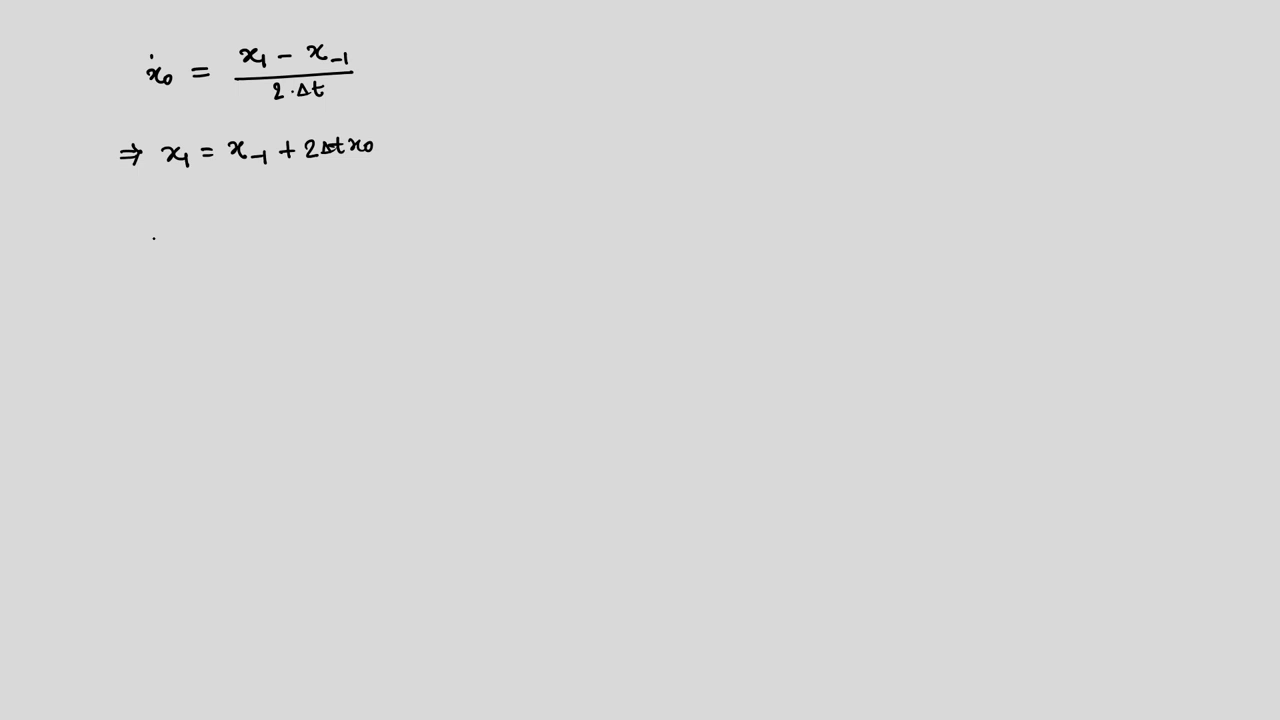 ẋ₀ = (x₁ - x₋₁) / (2·Δt)
⇒ x₁ = x₋₁ + 2Δt x₀